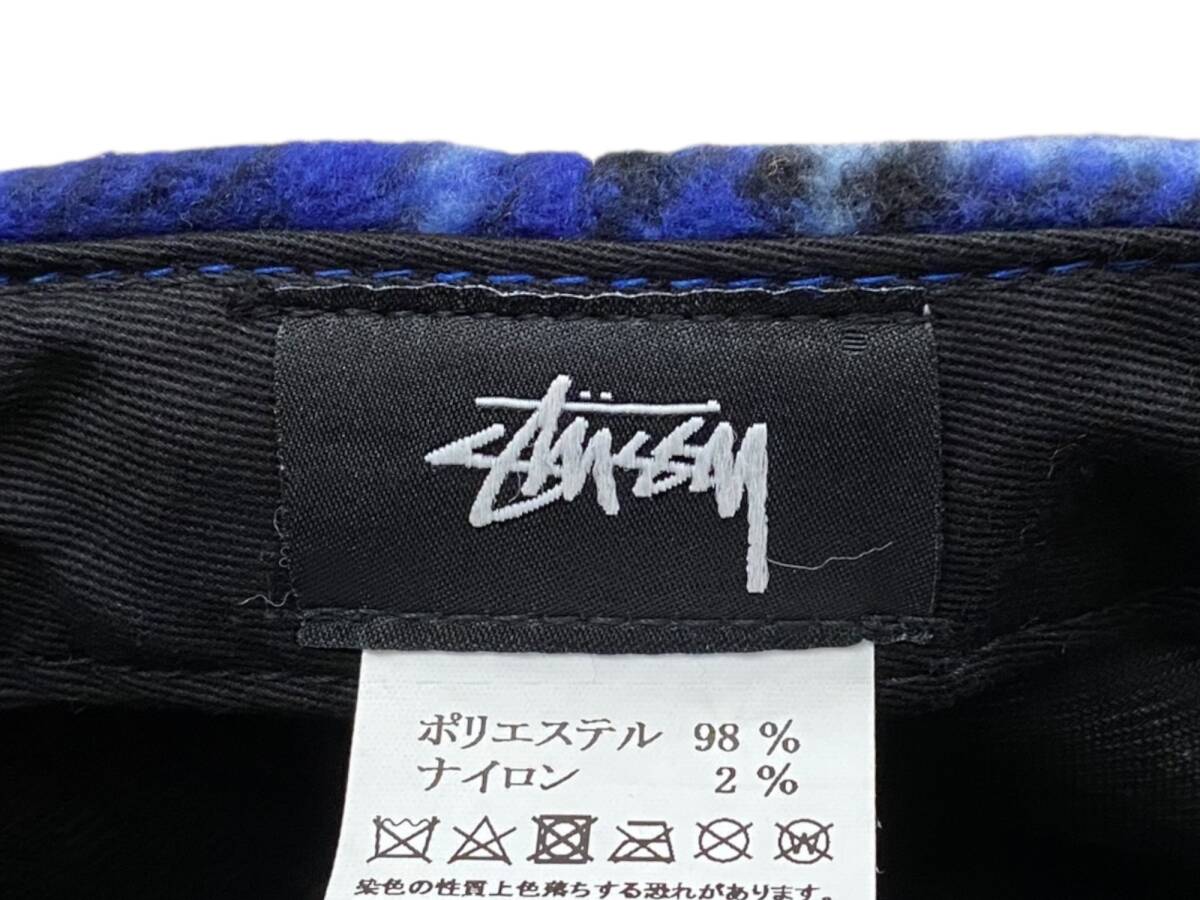 Stüssy
ポリエステル 98 %
ナイロン 2 %
W
染色の性質上色落ちする恐れがあります。